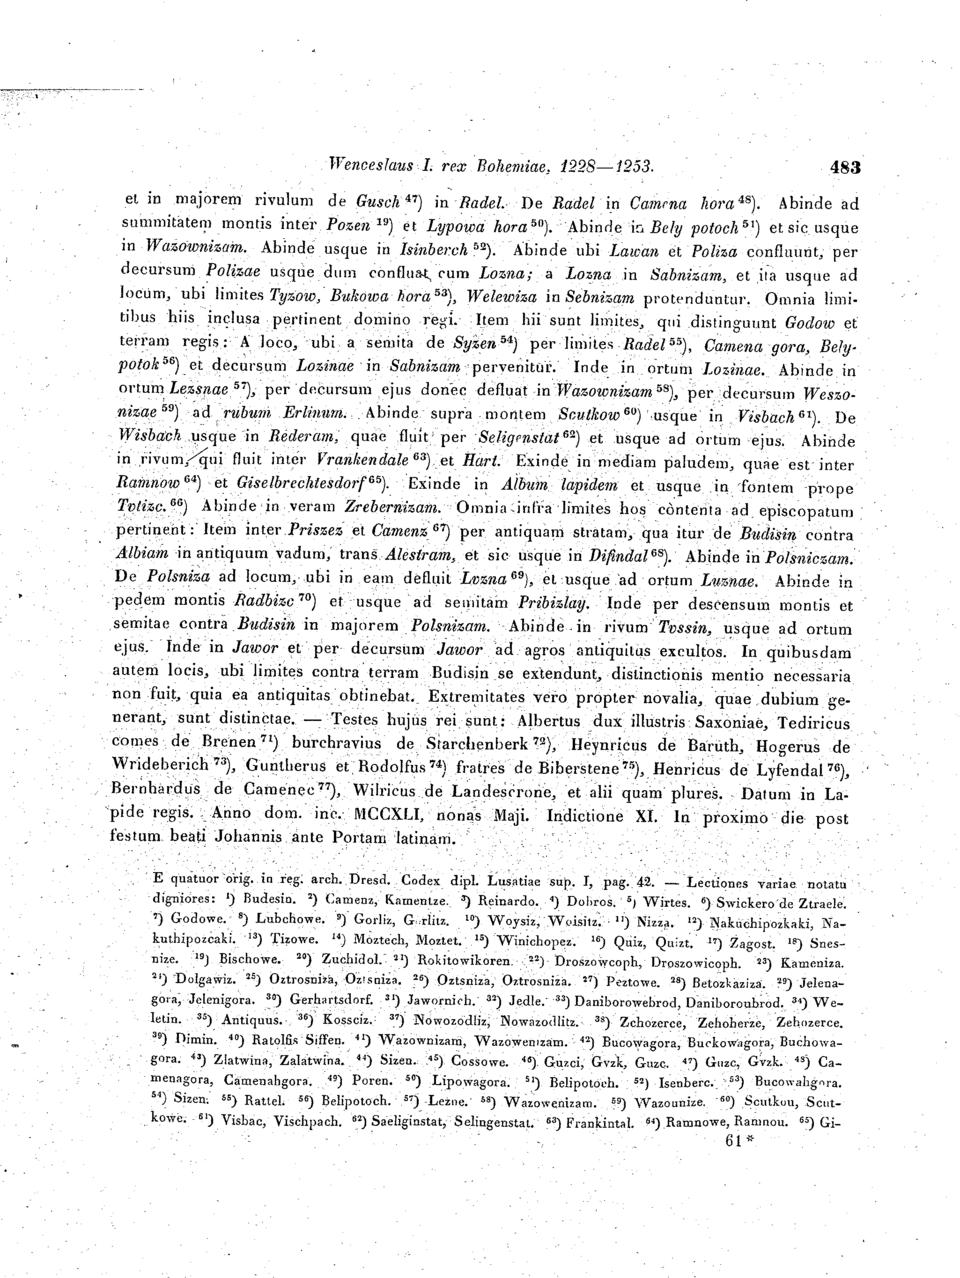 Wenceslaus I. rex Bohemiae, 1228—1253. 483
et in majorem rivulum de Gusch ⁴⁷) in Radel. De Radel in Camena hora ⁴⁸). Abinde ad
summitatem montis inter Pozen ¹⁹) et Lypowa hora ⁵⁰). Abinde in Bely potoch ⁵¹) et sic usque
in Wazownizam. Abinde usque in Isinberch ⁵²). Abinde ubi Lawan et Poliza confluunt, per
decursum Polizae usque dum confluat cum Lozna; a Lozna in Sabnizam, et ita usque ad
locum, ubi limites Tyzow, Bukowa hora ⁵³), Welewiza in Sebnizam protenduntur. Omnia limi-
tibus hiis inclusa pertinent domino regi. Item hii sunt limites, qui distinguunt Godow et
terram regis: A loco, ubi a semita de Syzen ⁵⁴) per limites Radel ⁵⁵), Camena gora, Bely-
potok ⁵⁶) et decursum Lozinae in Sabnizam pervenitur. Inde in ortum Lozinae. Abinde in
ortum Lezsnae ⁵⁷), per decursum ejus donec defluat in Wazownizam ⁵⁸), per decursum Weszo-
nizae ⁵⁹) ad rubum Erlinum. Abinde supra montem Scutkow ⁶⁰) usque in Visbach ⁶¹). De
Wisbach usque in Rederam, quae fluit per Seligenstat ⁶²) et usque ad ortum ejus. Abinde
in rivum, qui fluit inter Vrankendale ⁶³) et Hart. Exinde in mediam paludem, quae est inter
Ramnow ⁶⁴) et Giselbrechtesdorf ⁶⁵). Exinde in Album lapidem et usque in fontem prope
Tvtizc. ⁶⁶) Abinde in veram Zrebernizam. Omnia infra limites hos contenta ad episcopatum
pertinent: Item inter Priszez et Camenz ⁶⁷) per antiquam stratam, qua itur de Budisin contra
Albiam in antiquum vadum, trans Alestram, et sic usque in Difindal ⁶⁸). Abinde in Polsniczam.
De Polsniza ad locum, ubi in eam defluit Lvzna ⁶⁹), et usque ad ortum Luznae. Abinde in
pedem montis Radbizc ⁷⁰) et usque ad semitam Pribizlay. Inde per descensum montis et
semitae contra Budisin in majorem Polsnizam. Abinde in rivum Tvssin, usque ad ortum
ejus. Inde in Jawor et per decursum Jawor ad agros antiquitus excultos. In quibusdam
autem locis, ubi limites contra terram Budisin se extendunt, distinctionis mentio necessaria
non fuit, quia ea antiquitas obtinebat. Extremitates vero propter novalia, quae dubium ge-
nerant, sunt distinctae. — Testes hujus rei sunt: Albertus dux illustris Saxoniae, Tediricus
comes de Brenen ⁷¹) burchravius de Starchenberk ⁷²), Heynricus de Baruth, Hogerus de
Wrideberich ⁷³), Guntherus et Rodolfus ⁷⁴) fratres de Biberstene ⁷⁵), Henricus de Lyfendal ⁷⁶),
Bernhardus de Camenec ⁷⁷), Wilricus de Landescrone, et alii quam plures. Datum in La-
pide regis. Anno dom. inc. MCCXLI, nonas Maji. Indictione XI. In proximo die post
festum beati Johannis ante Portam latinam.
E quatuor orig. in reg. arch. Dresd. Codex dipl. Lusatiae sup. I, pag. 42. — Lectiones variae notatu
digniores: ¹) Budesin. ²) Camenz, Kamentze. ³) Reinardo. ⁴) Dobros. ⁵) Wirtes. ⁶) Swickero de Ztraele.
⁷) Godowe. ⁸) Lubchowe. ⁹) Gorliz, Gorlitz. ¹⁰) Woysiz, Woisitz. ¹¹) Nizza. ¹²) Nakuchipozkaki, Na-
kuthipozcaki. ¹³) Tizowe. ¹⁴) Moztech, Moztet. ¹⁵) Winichopez. ¹⁶) Quiz, Quizt. ¹⁷) Zagost. ¹⁸) Snes-
nize. ¹⁹) Bischowe. ²⁰) Zuchidol. ²¹) Rokitowikoren. ²²) Droszowcoph, Droszowicoph. ²³) Kameniza.
²⁴) Dolgawiz. ²⁵) Oztrosniza, Oztsniza. ²⁶) Oztsniza, Oztrosniza. ²⁷) Peztowe. ²⁸) Betozkaziza. ²⁹) Jelena-
gora, Jelenigora. ³⁰) Gerhartsdorf. ³¹) Jawornich. ³²) Jedle. ³³) Daniborowebrod, Daniboroubrod. ³⁴) We-
letin. ³⁵) Antiquus. ³⁶) Kossciz. ³⁷) Nowozodliz, Nowazodlitz. ³⁸) Zchozerce, Zehoherze, Zehozerce.
³⁹) Dimin. ⁴⁰) Ratolfis Siffen. ⁴¹) Wazownizam, Wazowenizam. ⁴²) Bucowagora, Buckowagora, Buchowa-
gora. ⁴³) Zlatwina, Zalatwina. ⁴⁴) Sizen. ⁴⁵) Cossowe. ⁴⁶) Guzci, Gvzk, Guzc. ⁴⁷) Guzc, Gvzk. ⁴⁸) Ca-
menagora, Camenahgora. ⁴⁹) Poren. ⁵⁰) Lipowagora. ⁵¹) Belipotoch. ⁵²) Isenberc. ⁵³) Bucowahgora.
⁵⁴) Sizen. ⁵⁵) Rattel. ⁵⁶) Belipotoch. ⁵⁷) Lezne. ⁵⁸) Wazowenizam. ⁵⁹) Wazounize. ⁶⁰) Scutkou, Scut-
kowe. ⁶¹) Visbac, Vischpach. ⁶²) Saeliginstat, Selingenstat. ⁶³) Frankintal. ⁶⁴) Ramnowe, Ramnou. ⁶⁵) Gi-
61*